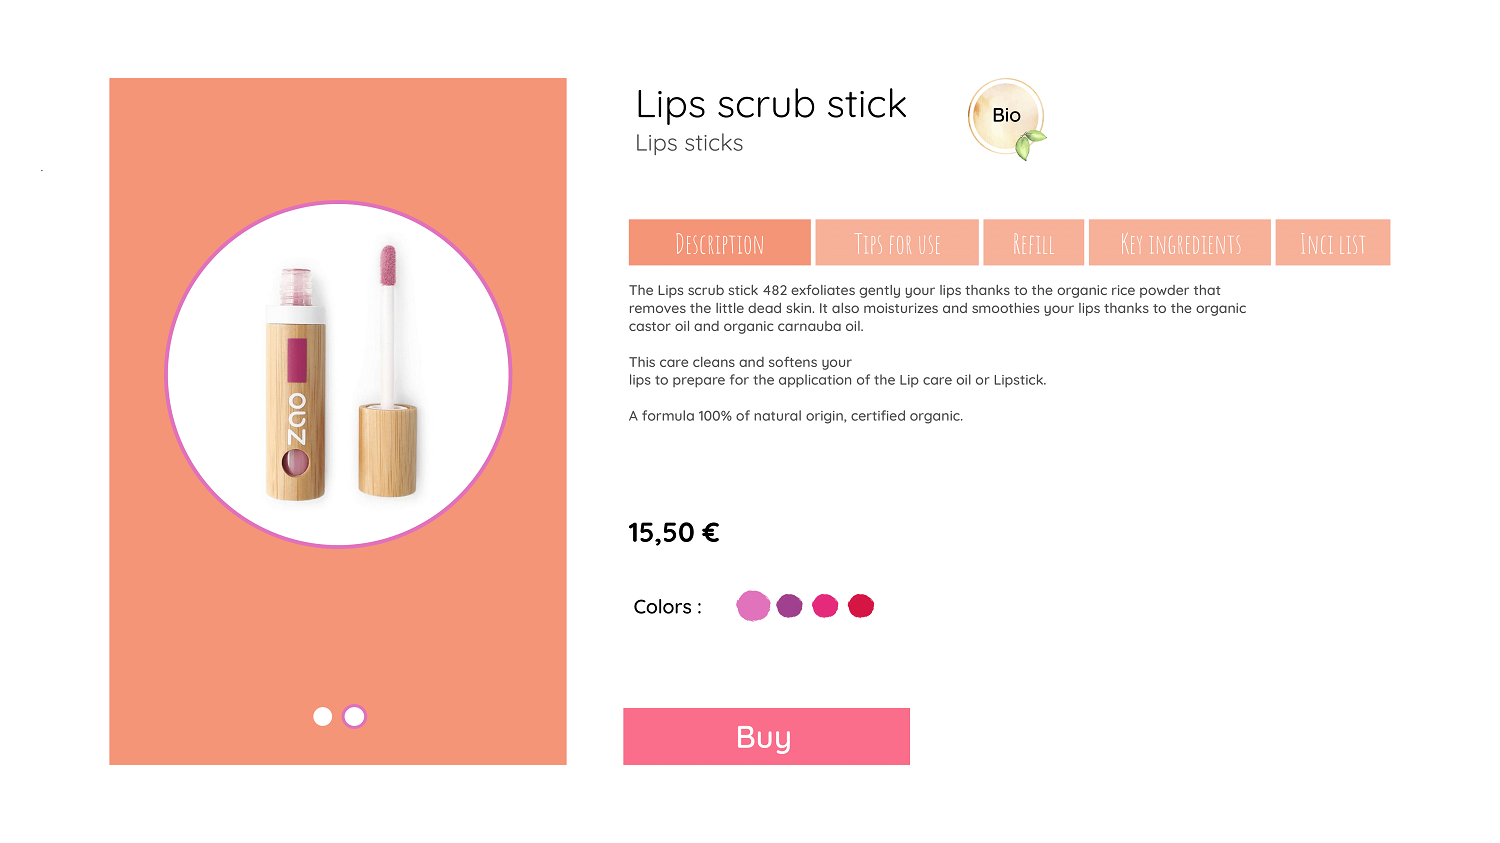 Lips scrub stick
Lips sticks
Bio
Description
Tips for use
Refill
Key ingredients
Inci list
The Lips scrub stick 482 exfoliates gently your lips thanks to the organic rice powder that
removes the little dead skin. It also moisturizes and smoothies your lips thanks to the organic
castor oil and organic carnauba oil.
This care cleans and softens your
lips to prepare for the application of the Lip care oil or Lipstick.
A formula 100% of natural origin, certified organic.
zao
15,50 €
Colors :
Buy